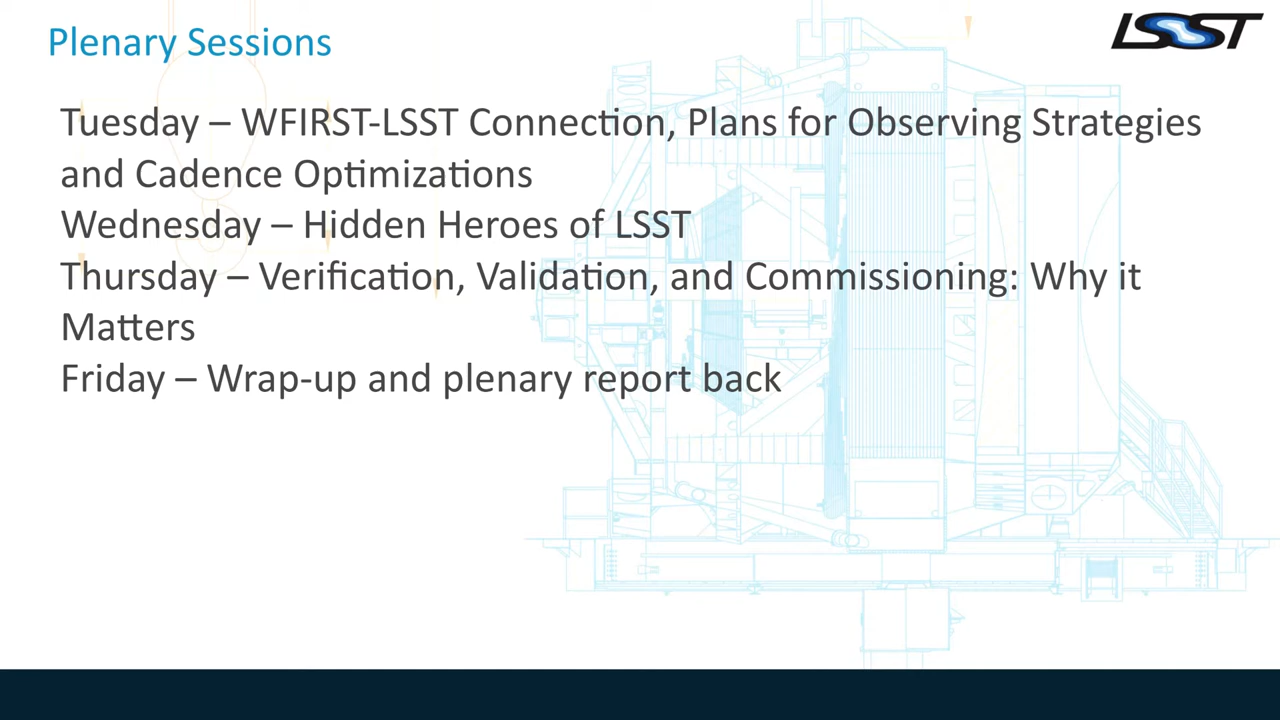 Plenary Sessions
LSST
Tuesday – WFIRST-LSST Connection, Plans for Observing Strategies
and Cadence Optimizations
Wednesday – Hidden Heroes of LSST
Thursday – Verification, Validation, and Commissioning: Why it
Matters
Friday – Wrap-up and plenary report back